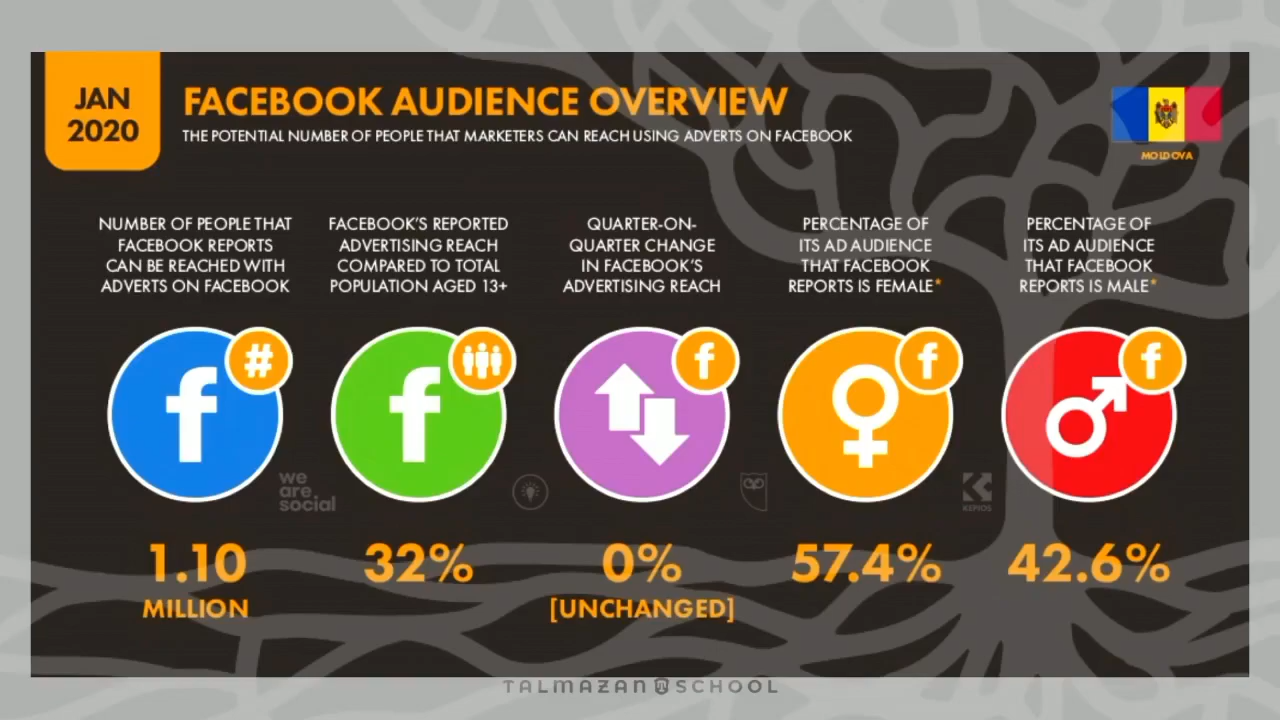 JAN
2020
FACEBOOK AUDIENCE OVERVIEW
THE POTENTIAL NUMBER OF PEOPLE THAT MARKETERS CAN REACH USING ADVERTS ON FACEBOOK
MOLDOVA
NUMBER OF PEOPLE THAT
FACEBOOK REPORTS
CAN BE REACHED WITH
ADVERTS ON FACEBOOK
FACEBOOK'S REPORTED
ADVERTISING REACH
COMPARED TO TOTAL
POPULATION AGED 13+
QUARTER-ON-
QUARTER CHANGE
IN FACEBOOK'S
ADVERTISING REACH
PERCENTAGE OF
ITS AD AUDIENCE
THAT FACEBOOK
REPORTS IS FEMALE*
PERCENTAGE OF
ITS AD AUDIENCE
THAT FACEBOOK
REPORTS IS MALE*
f #
f
f
f
f
we
are
social
KEPIOS
1.10
MILLION
32%
0%
[UNCHANGED]
57.4%
42.6%
TALMAZAN SCHOOL